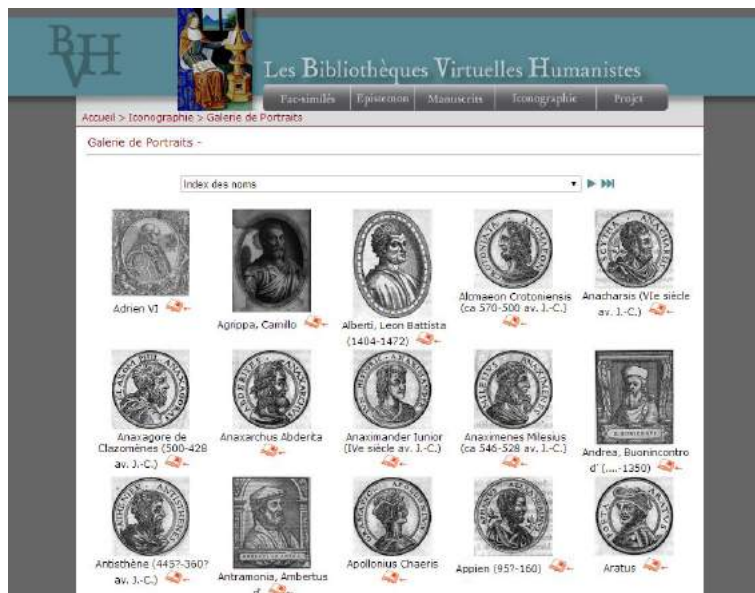 BVH
Les Bibliothèques Virtuelles Humanistes
Fac-similés Epistemon Manuscrits Iconographie Projet
Accueil > Iconographie > Galerie de Portraits
Galerie de Portraits -
Index des noms
Adrien VI
Agrippa, Camillo
Alberti, Leon Battista
(1404-1472)
Alcmaeon Crotoniensis
(ca 570-500 av. J.-C.)
Anacharsis (VIe siècle
av. J.-C.)
Anaxagore de
Clazomènes (500-428
av. J.-C.)
Anaxarchus Abderita
Anaximander Iunior
(IVe siècle av. J.-C.)
Anaximenes Milesius
(ca 546-528 av. J.-C.)
Andrea, Buonincontro
d' (....-1350)
Antisthène (445?-360?
av. J.-C.)
Antramonia, Ambertus
d'
Apollonius Chaeris
Appien (95?-160)
Aratus